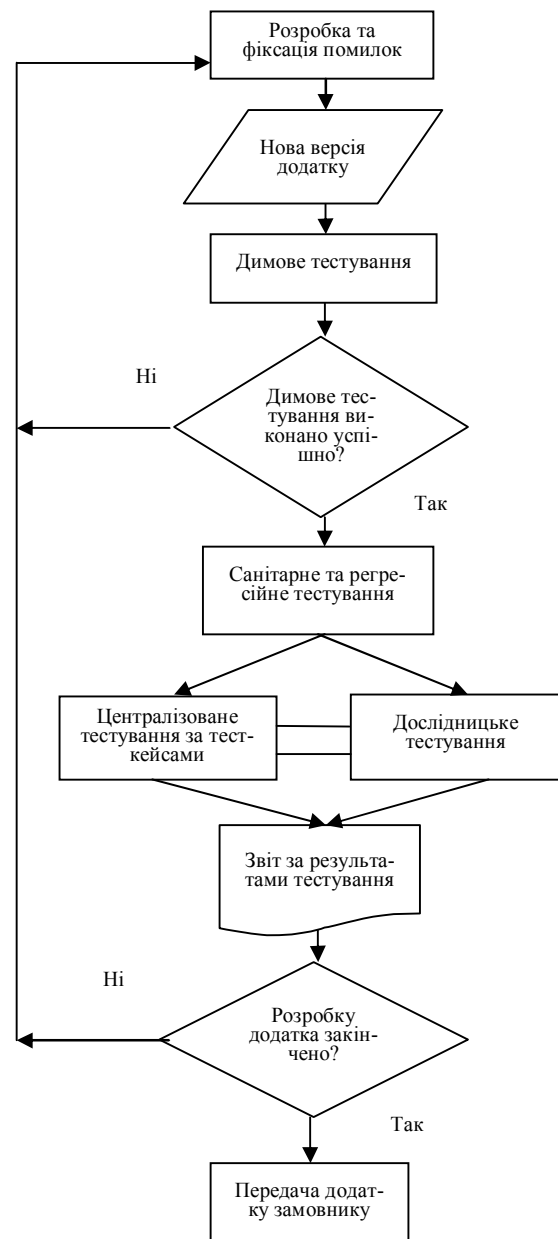 Розробка та
фіксація помилок
Нова версія
додатку
Димове тестування
Ні
Димове тес-
тування ви-
конано успі-
шно?
Так
Санітарне та регре-
сійне тестування
Централізоване
тестування за тест-
кейсами
Дослідницьке
тестування
Звіт за результа-
тами тестування
Ні
Розробку
додатка закін-
чено?
Так
Передача додат-
ку замовнику